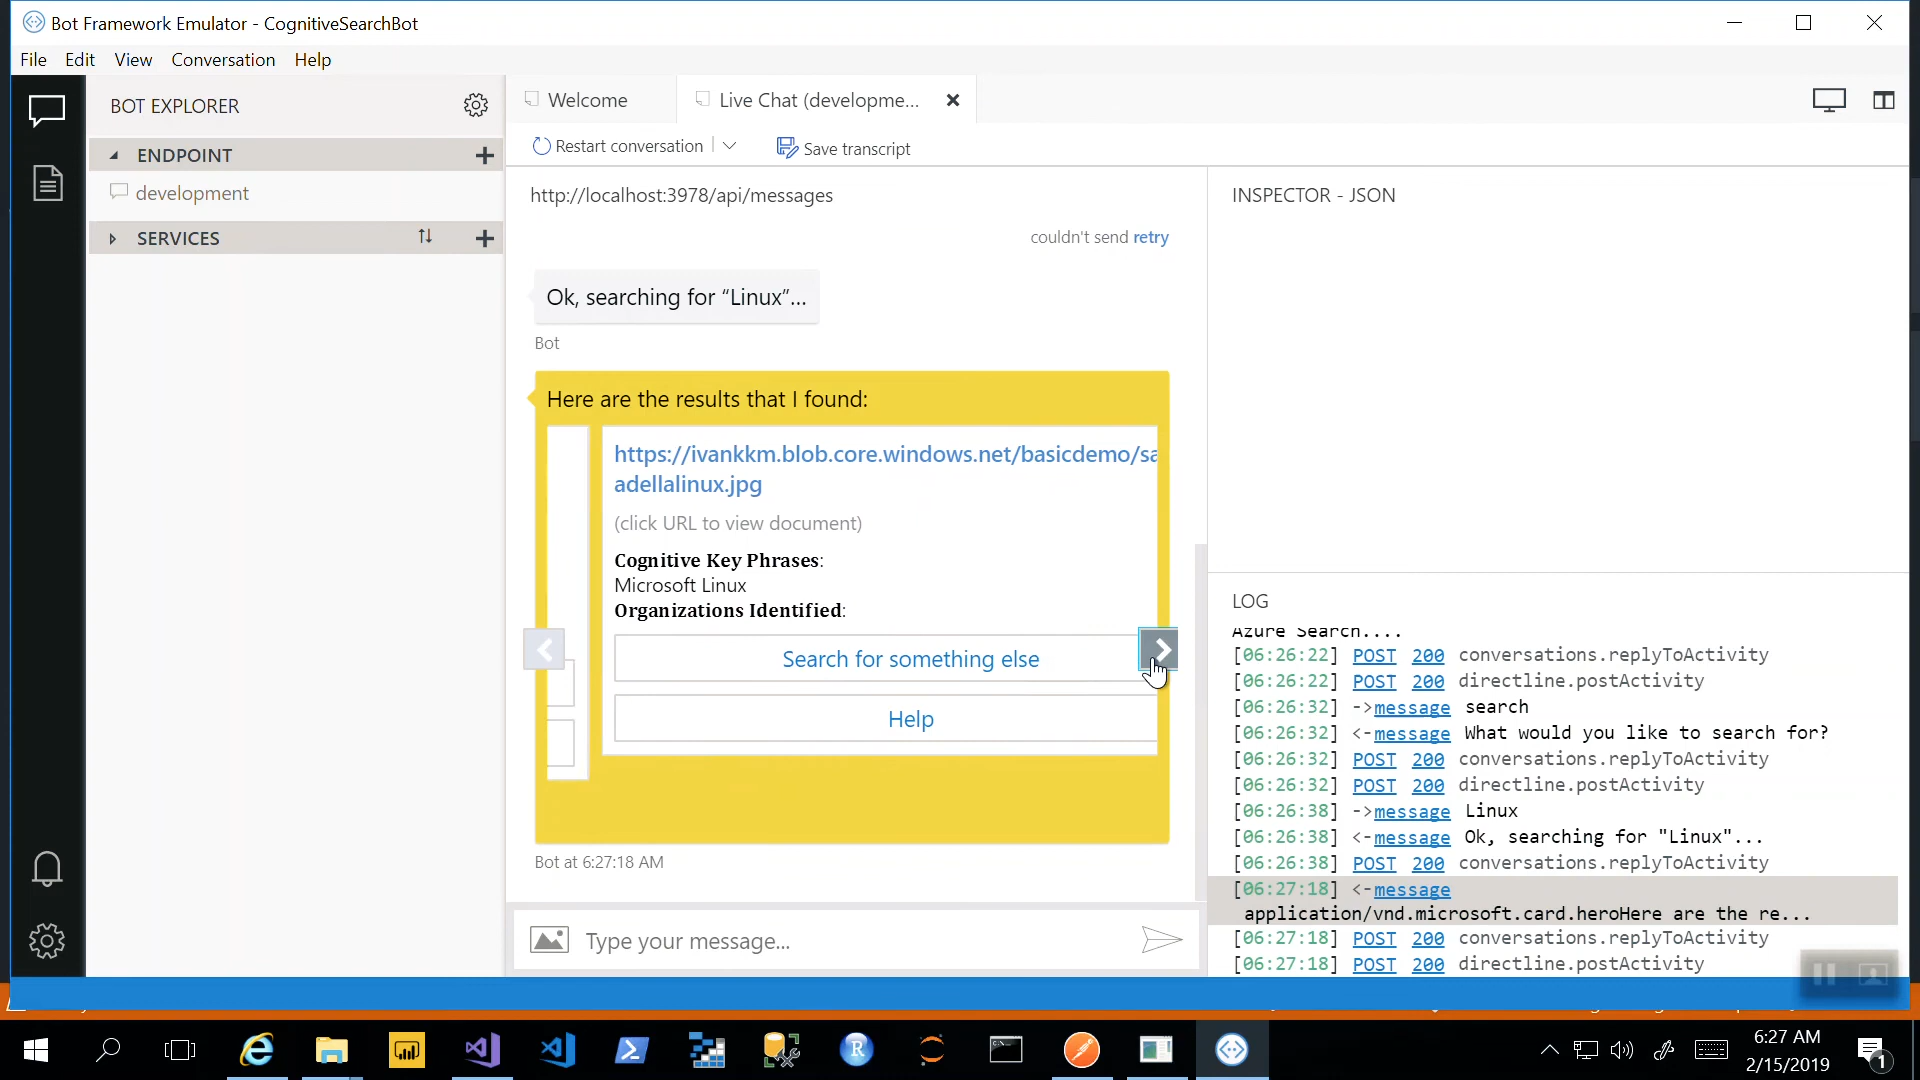 Bot Framework Emulator - CognitiveSearchBot
File Edit View Conversation Help
BOT EXPLORER
ENDPOINT
development
SERVICES
Welcome
Live Chat (developme...
Restart conversation
Save transcript
http://localhost:3978/api/messages
couldn't send retry
Ok, searching for “Linux”...
Bot
Here are the results that I found:
https://ivankkm.blob.core.windows.net/basicdemo/sa
adellalinux.jpg
(click URL to view document)
Cognitive Key Phrases:
Microsoft Linux
Organizations Identified:
Search for something else
Help
Bot at 6:27:18 AM
Type your message...
INSPECTOR - JSON
LOG
Azure Search....
[06:26:22] POST 200 conversations.replyToActivity
[06:26:22] POST 200 directline.postActivity
[06:26:32] ->message search
[06:26:32] <-message What would you like to search for?
[06:26:32] POST 200 conversations.replyToActivity
[06:26:32] POST 200 directline.postActivity
[06:26:38] ->message Linux
[06:26:38] <-message Ok, searching for "Linux"...
[06:26:38] POST 200 conversations.replyToActivity
[06:27:18] <-message
application/vnd.microsoft.card.heroHere are the re...
[06:27:18] POST 200 conversations.replyToActivity
[06:27:18] POST 200 directline.postActivity
R
6:27 AM
2/15/2019
1